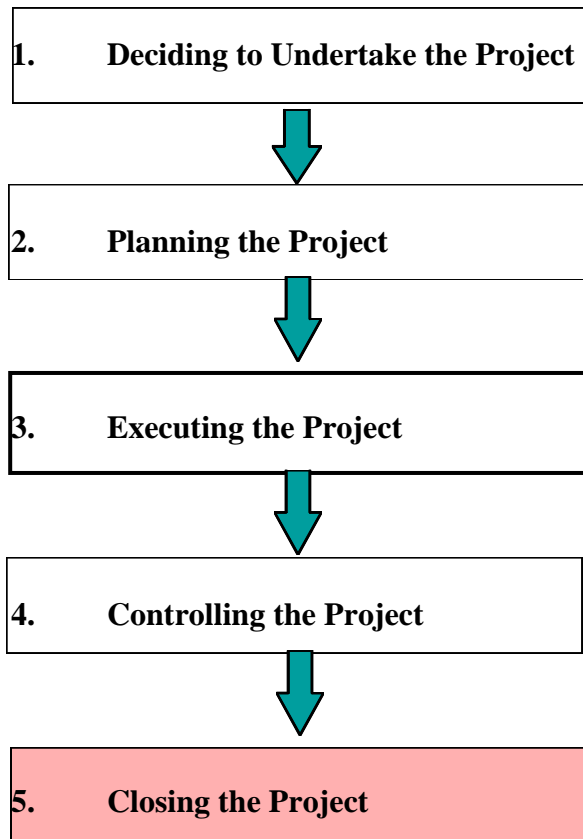 1. Deciding to Undertake the Project
2. Planning the Project
3. Executing the Project
4. Controlling the Project
5. Closing the Project